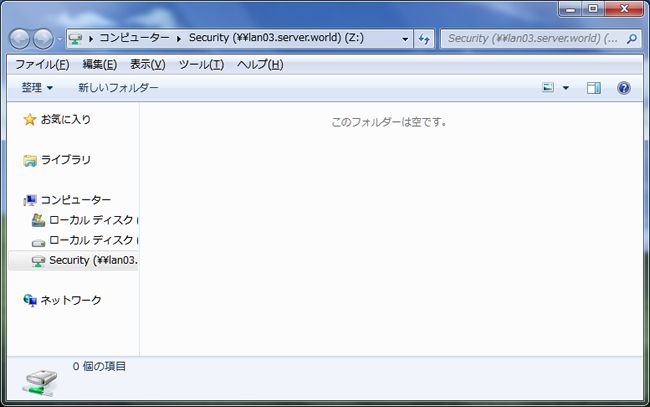 コンピューター Security (¥¥lan03.server.world) (Z:)
Security (¥¥lan03.server.world) (...
ファイル(F) 編集(E) 表示(V) ツール(T) ヘルプ(H)
整理 新しいフォルダー
お気に入り
ライブラリ
コンピューター
ローカル ディスク (
ローカル ディスク (
Security (¥¥lan03.
ネットワーク
このフォルダーは空です。
0 個の項目